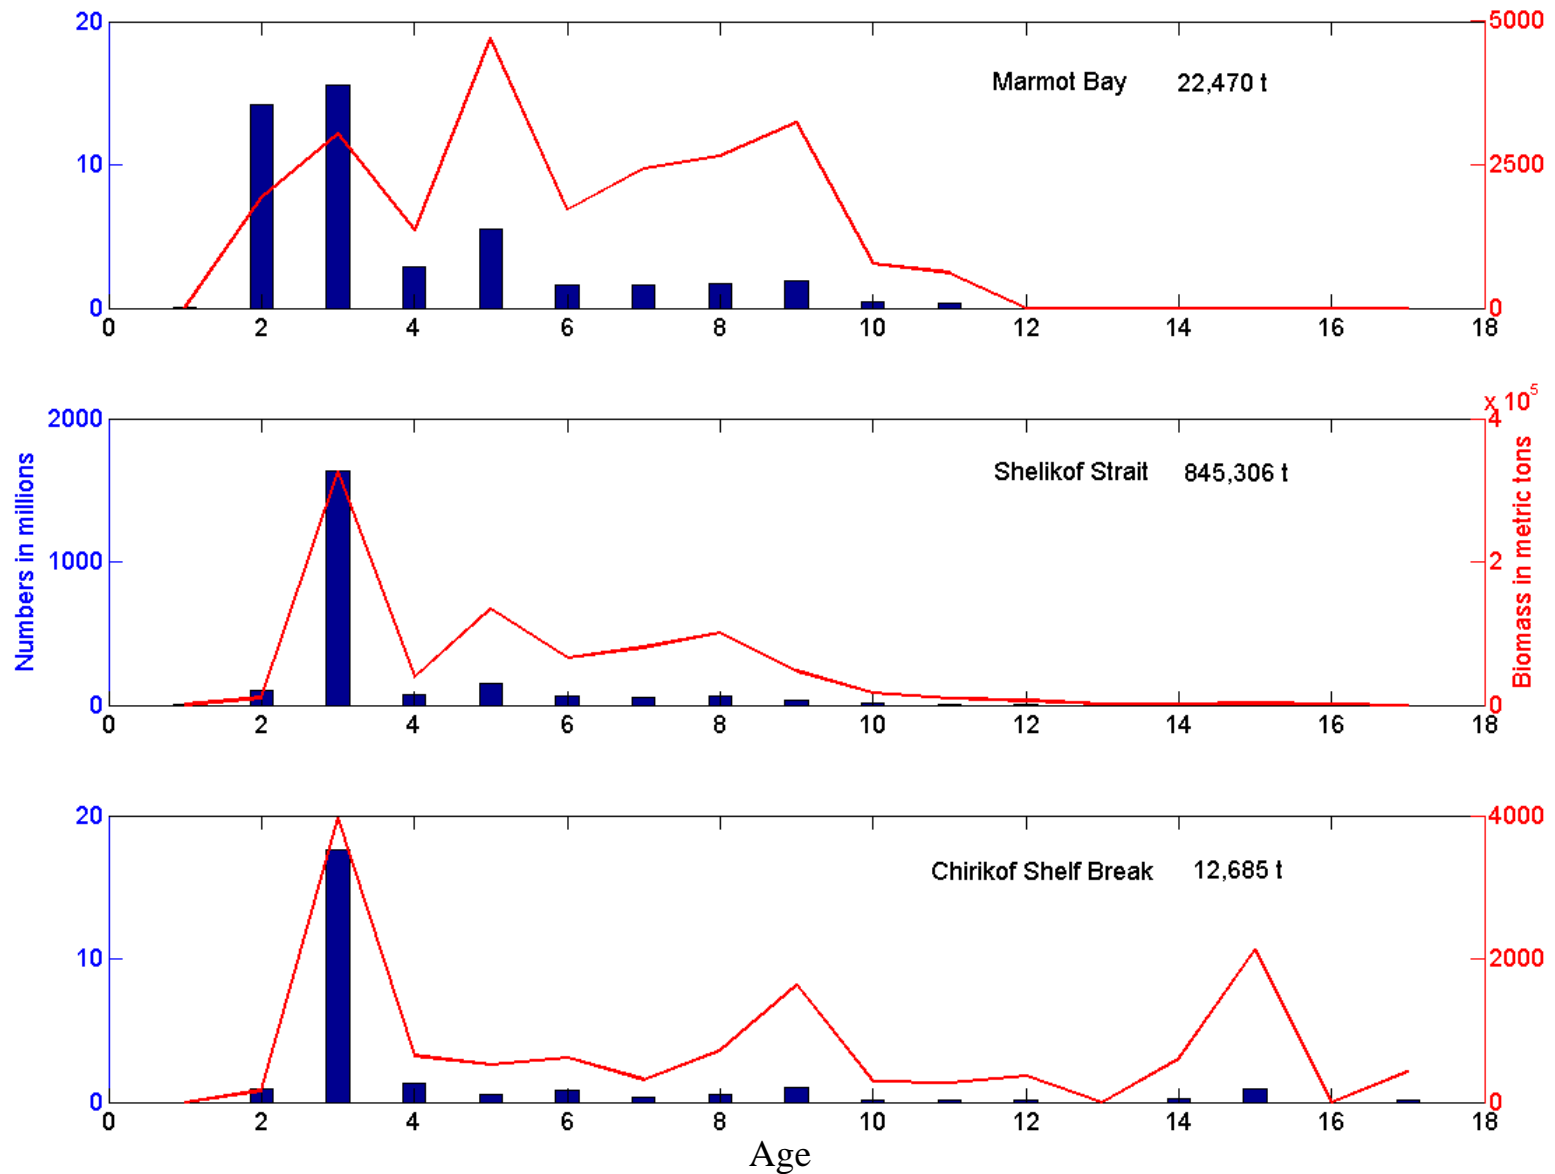 20
5000
Marmot Bay 22,470 t
10
2500
0
0
0 2 4 6 8 10 12 14 16 18
x 10^5
2000
4
Shelikof Strait 845,306 t
Numbers in millions
Biomass in metric tons
1000
2
0
0
0 2 4 6 8 10 12 14 16 18
20
4000
Chirikof Shelf Break 12,685 t
10
2000
0
0
0 2 4 6 8 10 12 14 16 18
Age